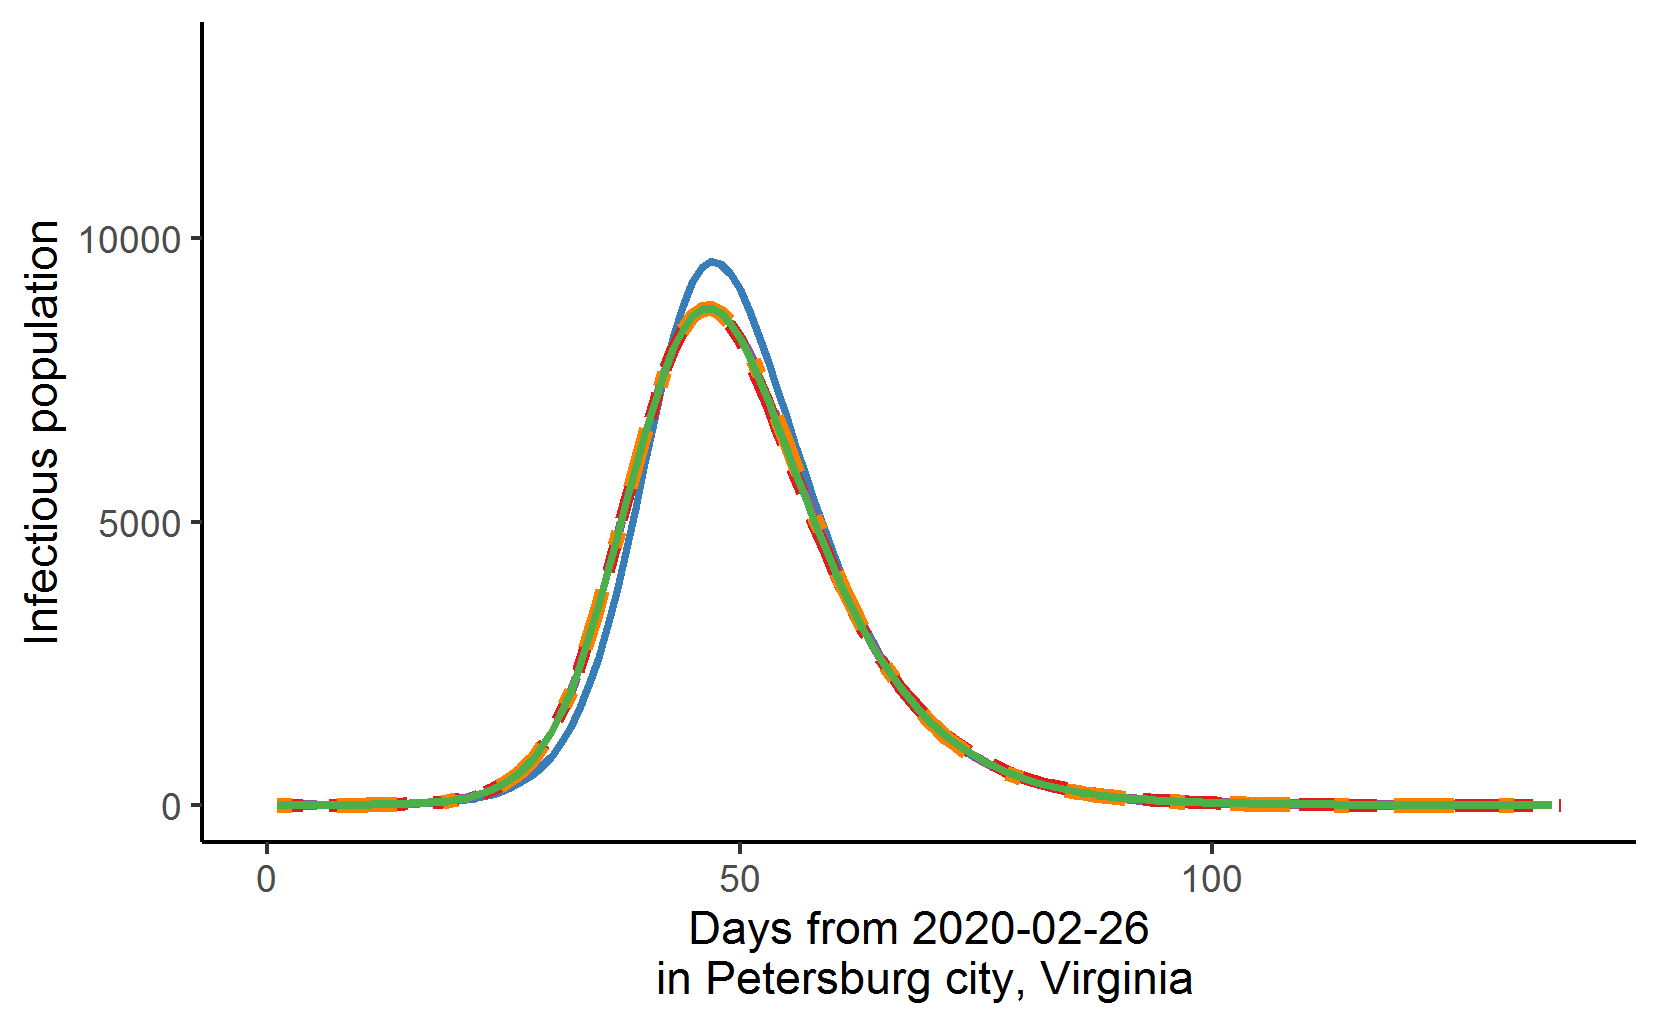 Infectious population
10000
5000
0
0 50 100
Days from 2020-02-26
in Petersburg city, Virginia